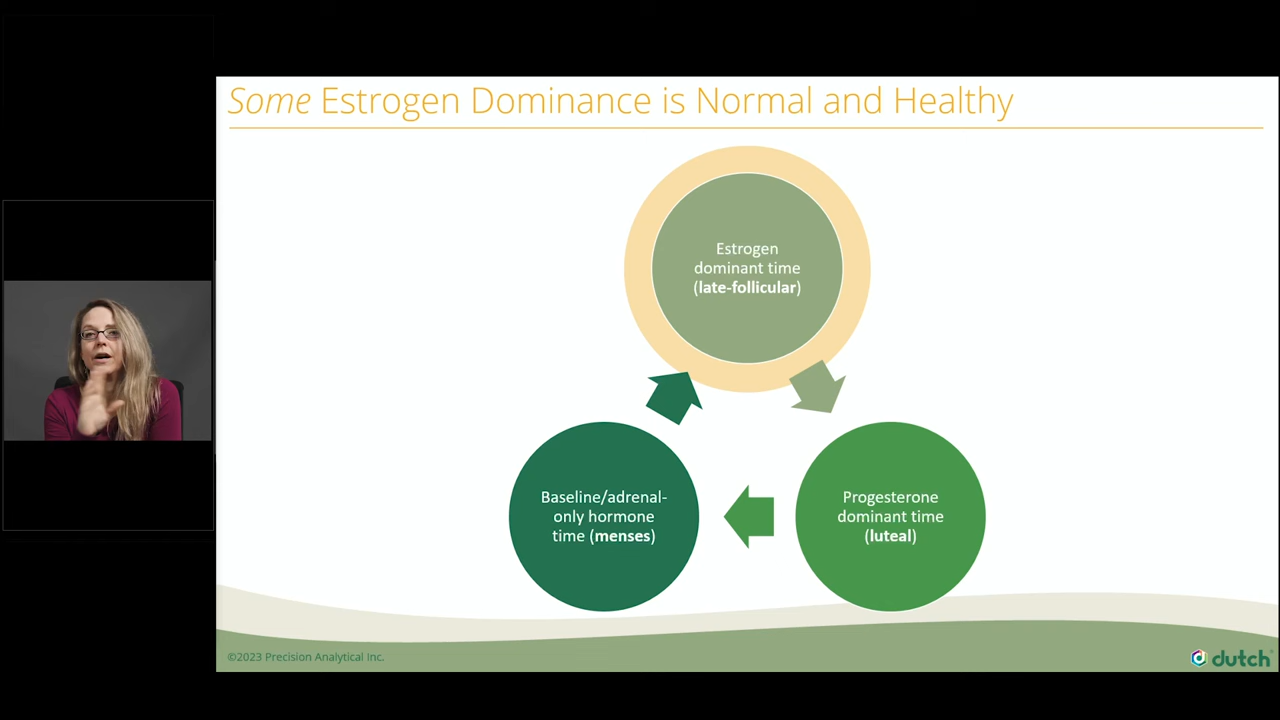 Some Estrogen Dominance is Normal and Healthy
Estrogen
dominant time
(late-follicular)
Baseline/adrenal-
only hormone
time (menses)
Progesterone
dominant time
(luteal)
©2023 Precision Analytical Inc.
dutch